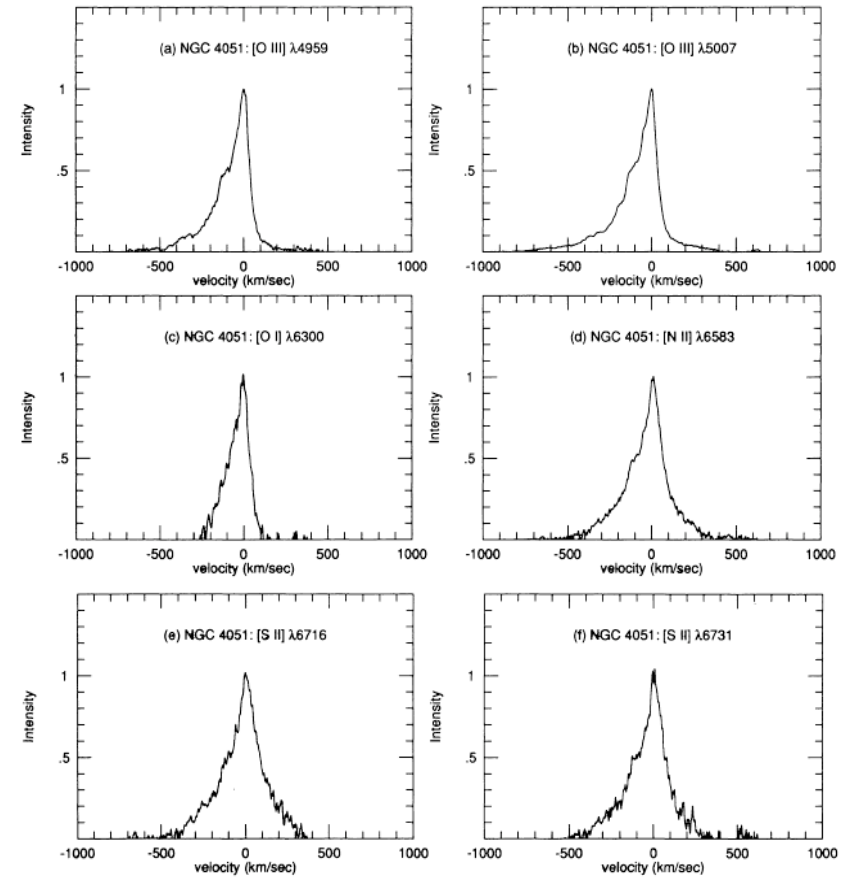 (a) NGC 4051: [O III] λ4959
Intensity
1
.5
-1000 -500 0 500 1000
velocity (km/sec)
(b) NGC 4051: [O III] λ5007
Intensity
1
.5
-1000 -500 0 500 1000
velocity (km/sec)
(c) NGC 4051: [O I] λ6300
Intensity
1
.5
-1000 -500 0 500 1000
velocity (km/sec)
(d) NGC 4051: [N II] λ6583
Intensity
1
.5
-1000 -500 0 500 1000
velocity (km/sec)
(e) NGC 4051: [S II] λ6716
Intensity
1
.5
-1000 -500 0 500 1000
velocity (km/sec)
(f) NGC 4051: [S II] λ6731
Intensity
1
.5
-1000 -500 0 500 1000
velocity (km/sec)